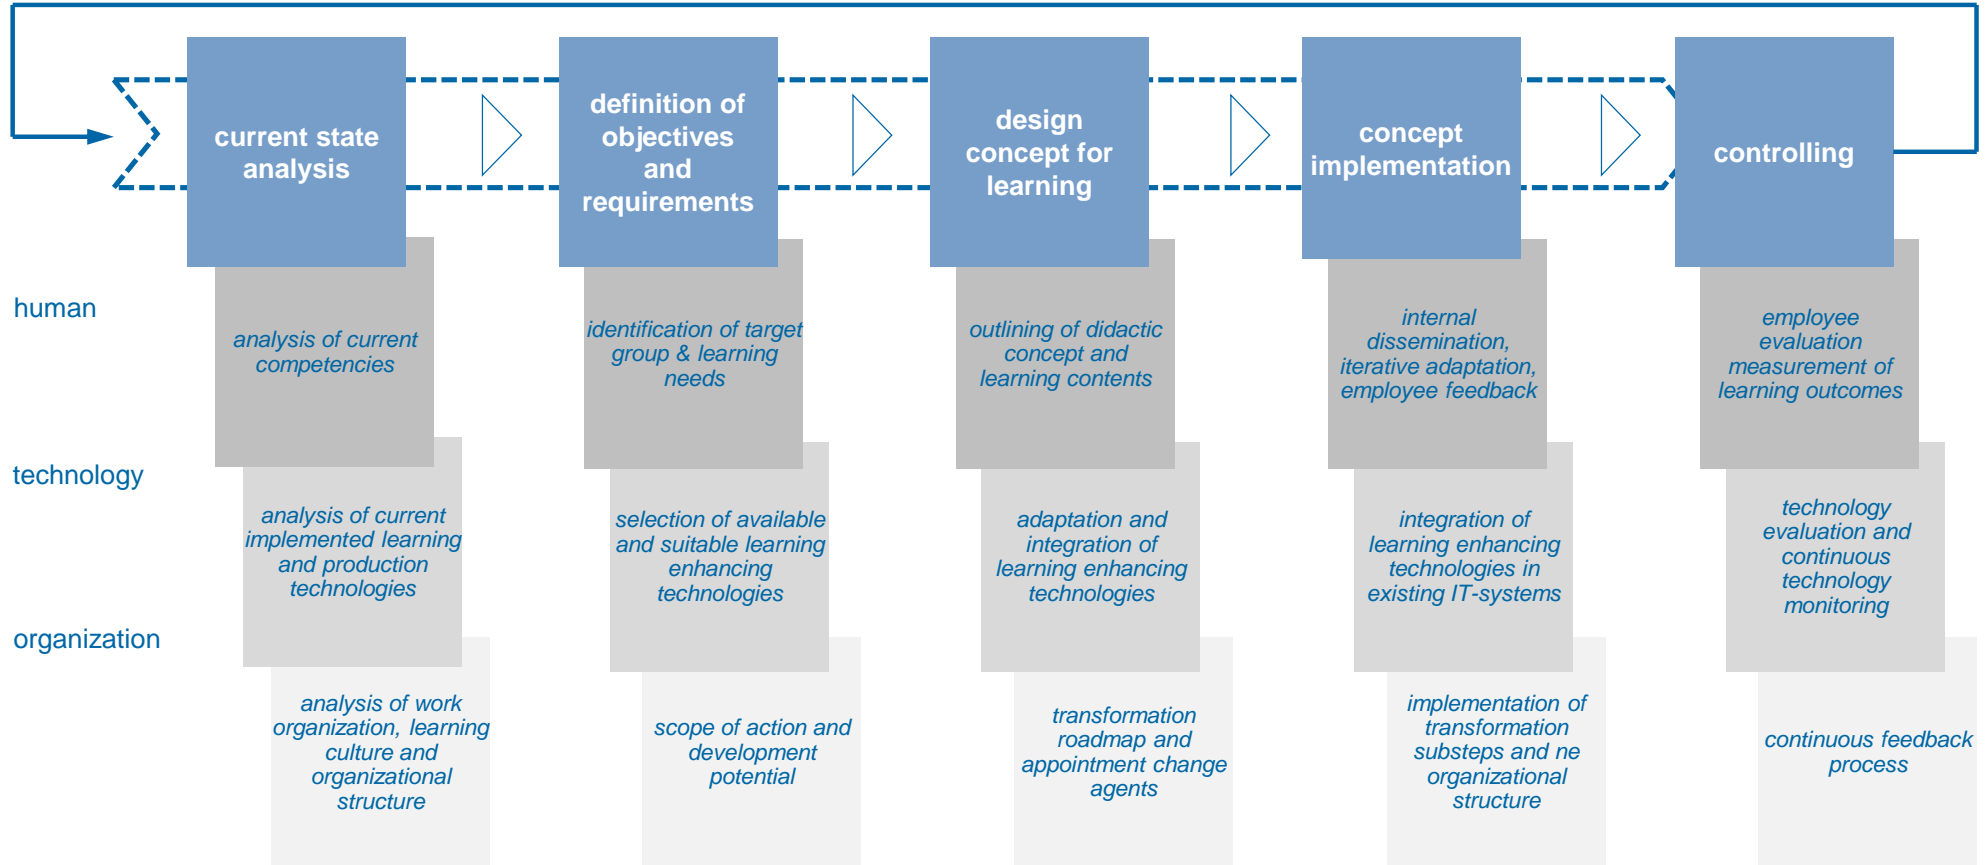 current state
analysis
definition of
objectives
and
requirements
design
concept for
learning
concept
implementation
controlling
human
analysis of current
competencies
identification of target
group & learning
needs
outlining of didactic
concept and
learning contents
internal
dissemination,
iterative adaptation,
employee feedback
employee
evaluation
measurement of
learning outcomes
technology
analysis of current
implemented learning
and production
technologies
selection of available
and suitable learning
enhancing
technologies
adaptation and
integration of
learning enhancing
technologies
integration of
learning enhancing
technologies in
existing IT-systems
technology
evaluation and
continuous
technology
monitoring
organization
analysis of work
organization, learning
culture and
organizational
structure
scope of action and
development
potential
transformation
roadmap and
appointment change
agents
implementation of
transformation
substeps and ne
organizational
structure
continuous feedback
process